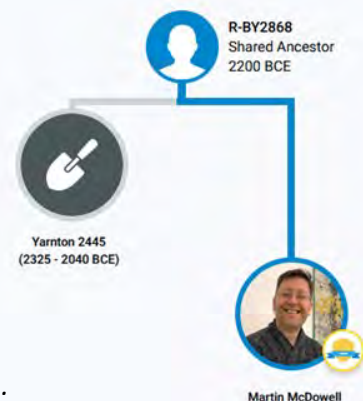 R-BY2868
Shared Ancestor
2200 BCE
Yarnton 2445
(2325 - 2040 BCE)
.
Martin McDowell